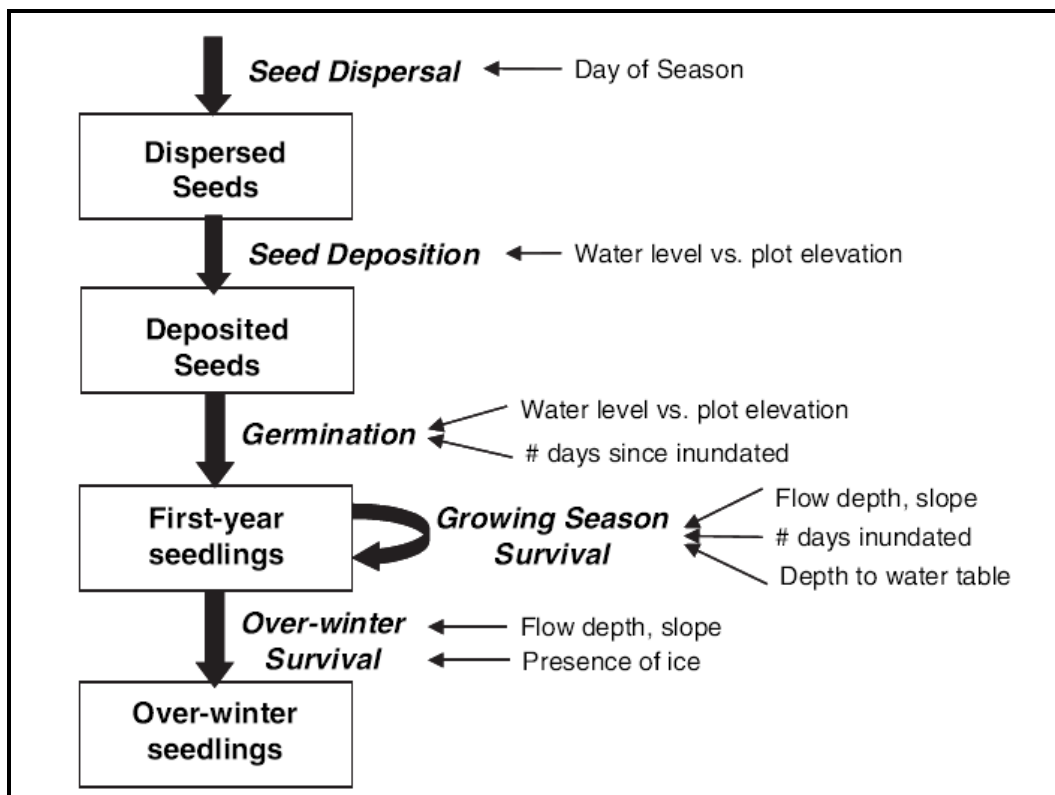 Seed Dispersal
Day of Season
Dispersed
Seeds
Seed Deposition
Water level vs. plot elevation
Deposited
Seeds
Water level vs. plot elevation
Germination
# days since inundated
First-year
seedlings
Growing Season
Survival
Flow depth, slope
# days inundated
Depth to water table
Over-winter
Survival
Flow depth, slope
Presence of ice
Over-winter
seedlings